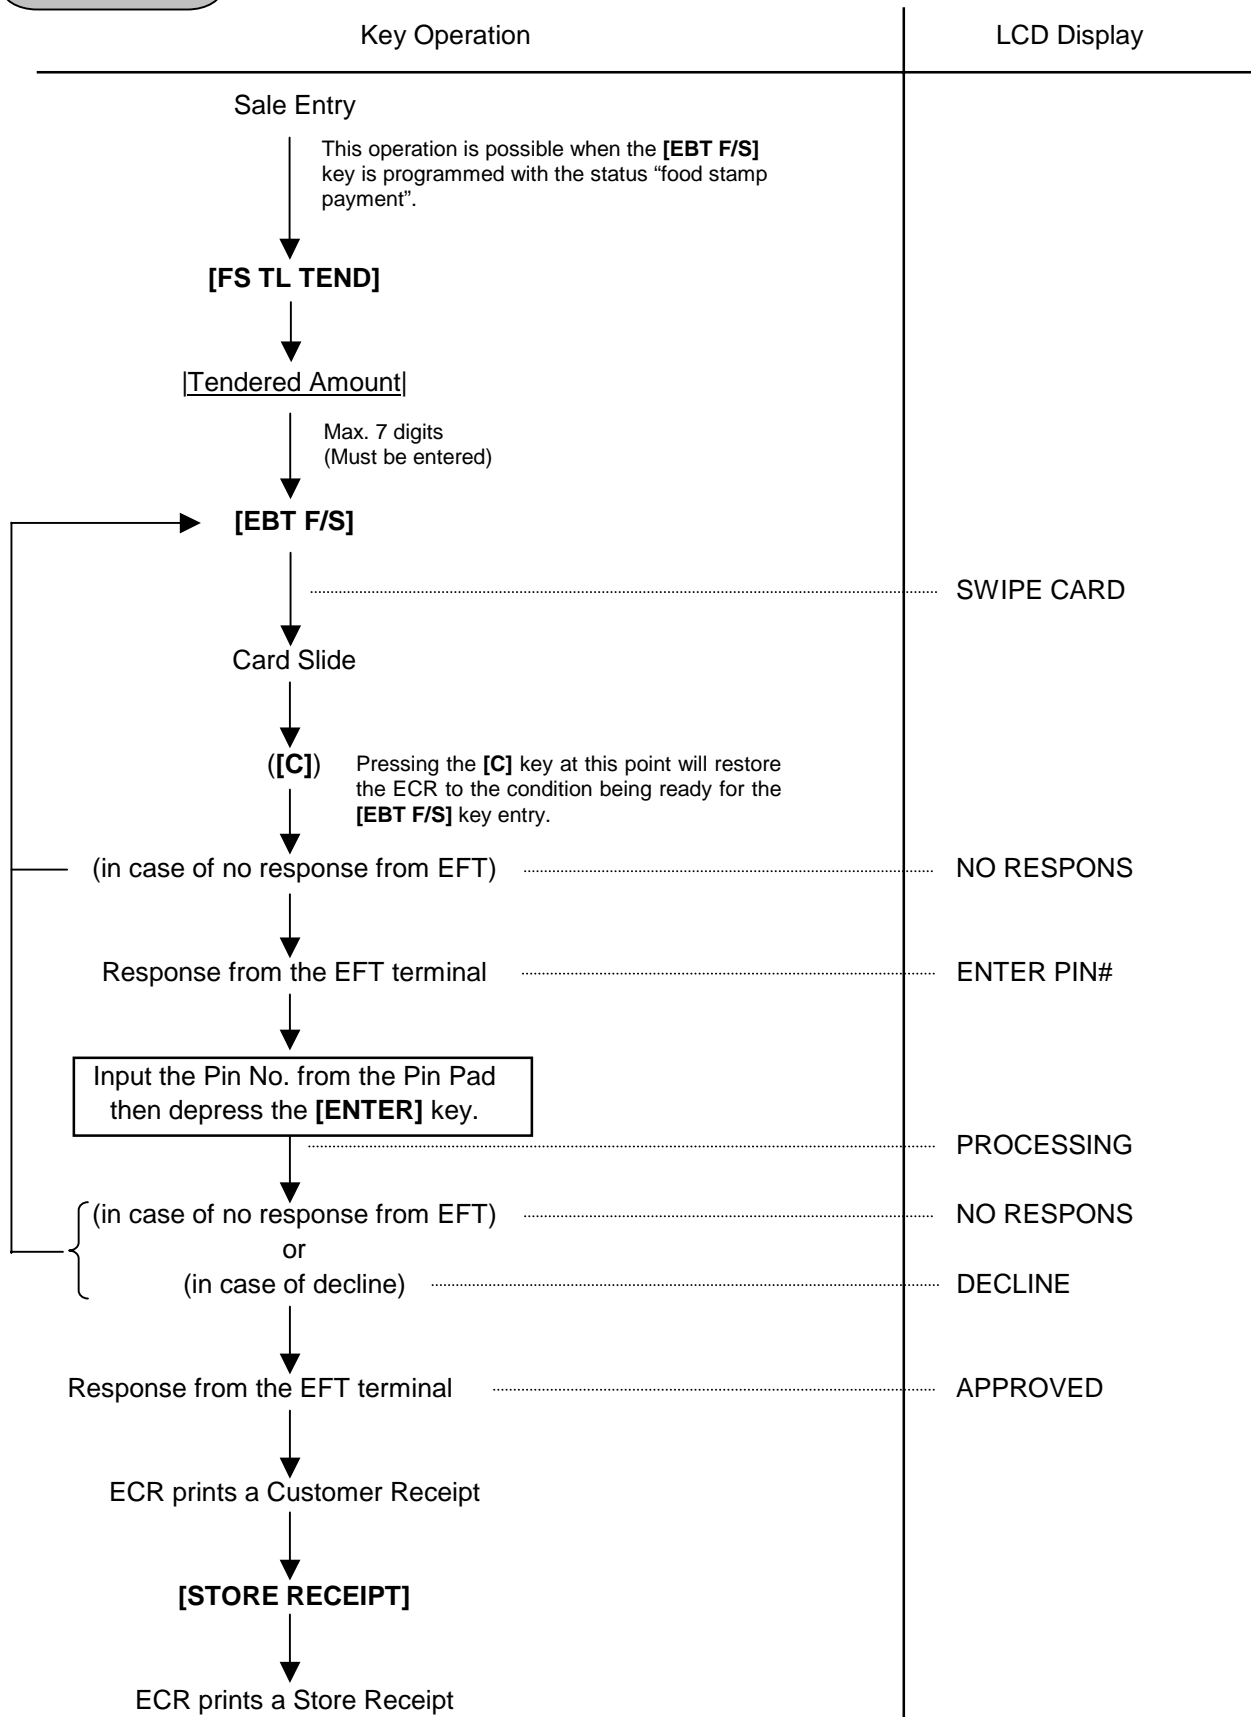 Key Operation
LCD Display
Sale Entry
This operation is possible when the [EBT F/S]
key is programmed with the status “food stamp
payment”.
[FS TL TEND]
|Tendered Amount|
Max. 7 digits
(Must be entered)
[EBT F/S]
SWIPE CARD
Card Slide
([C])
Pressing the [C] key at this point will restore
the ECR to the condition being ready for the
[EBT F/S] key entry.
(in case of no response from EFT)
NO RESPONS
Response from the EFT terminal
ENTER PIN#
Input the Pin No. from the Pin Pad
then depress the [ENTER] key.
PROCESSING
(in case of no response from EFT)
NO RESPONS
or
(in case of decline)
DECLINE
Response from the EFT terminal
APPROVED
ECR prints a Customer Receipt
[STORE RECEIPT]
ECR prints a Store Receipt